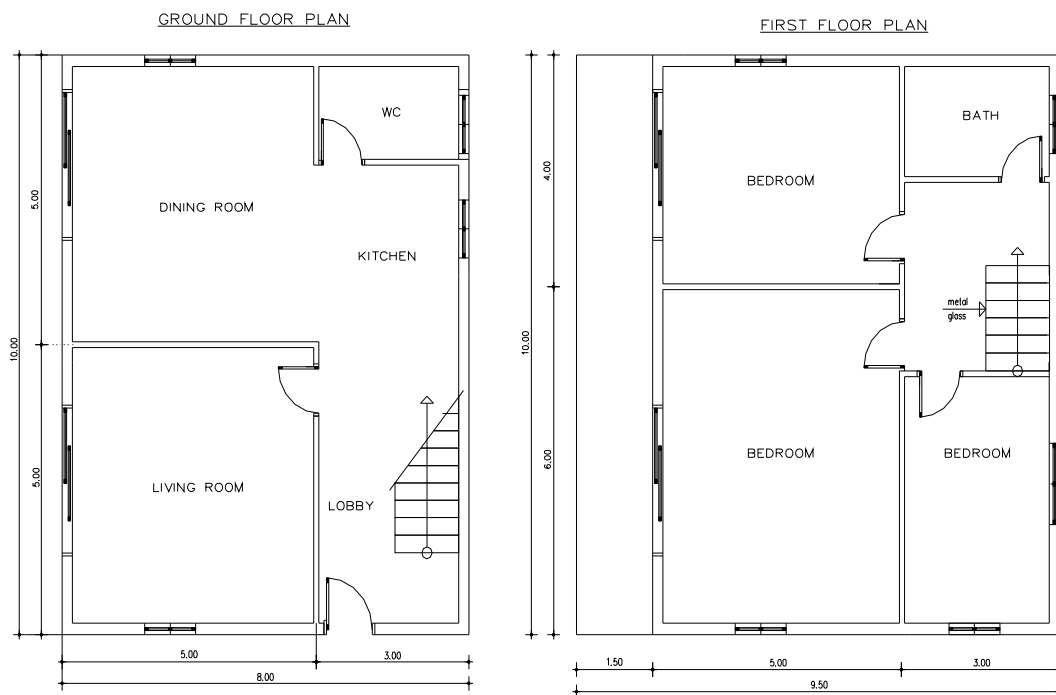 GROUND FLOOR PLAN
WC
DINING ROOM
KITCHEN
LIVING ROOM
LOBBY
5.00
10.00
5.00
5.00
3.00
8.00
FIRST FLOOR PLAN
BATH
BEDROOM
metal
glass
BEDROOM
BEDROOM
4.00
10.00
6.00
1.50
5.00
3.00
9.50